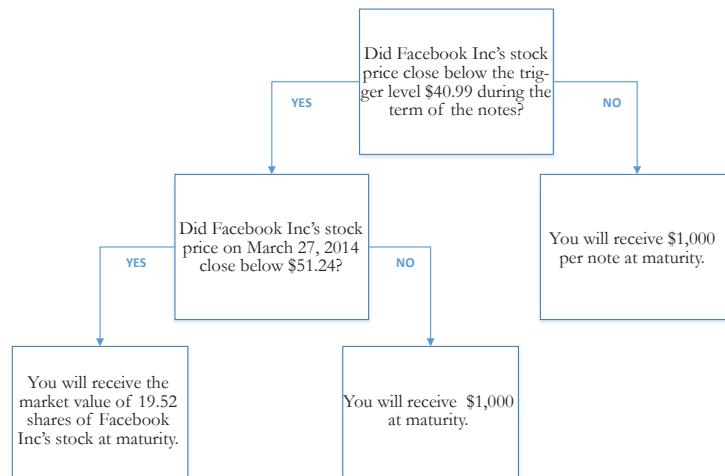 Did Facebook Inc's stock
price close below the trig-
ger level $40.99 during the
term of the notes?
YES
NO
Did Facebook Inc's stock
price on March 27, 2014
close below $51.24?
You will receive $1,000
per note at maturity.
YES
NO
You will receive the
market value of 19.52
shares of Facebook
Inc's stock at maturity.
You will receive $1,000
at maturity.